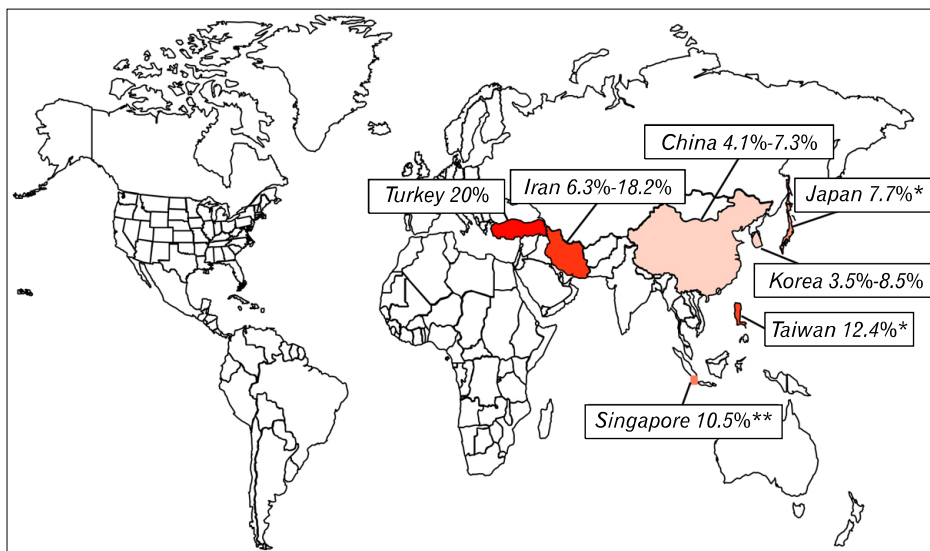 China 4.1%-7.3%
Turkey 20%
Iran 6.3%-18.2%
Japan 7.7%*
Korea 3.5%-8.5%
Taiwan 12.4%*
Singapore 10.5%**